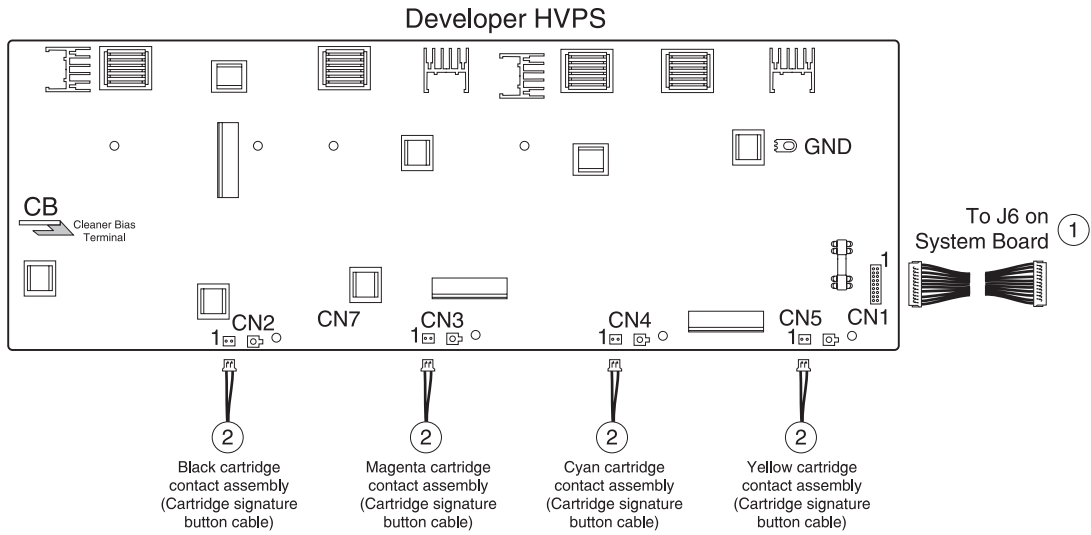 Developer HVPS
GND
CB
Cleaner Bias
Terminal
To J6 on
System Board
1
1
CN2
CN7
CN3
CN4
CN5
CN1
1
1
1
1
2
2
2
2
Black cartridge
contact assembly
(Cartridge signature
button cable)
Magenta cartridge
contact assembly
(Cartridge signature
button cable)
Cyan cartridge
contact assembly
(Cartridge signature
button cable)
Yellow cartridge
contact assembly
(Cartridge signature
button cable)